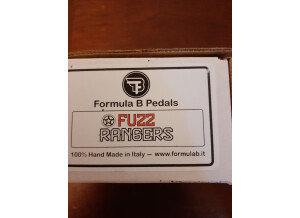 FB
Formula B Pedals
FUZZ
RANGERS
100% Hand Made in Italy – www.formulab.it